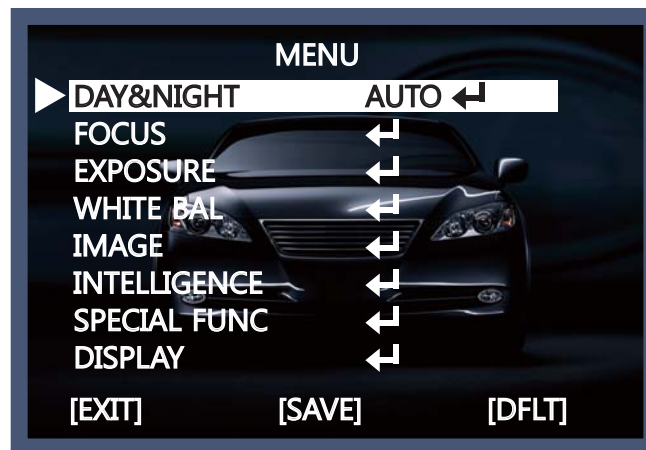 MENU
DAY&NIGHT AUTO ↵
FOCUS ↵
EXPOSURE ↵
WHITE BAL ↵
IMAGE ↵
INTELLIGENCE ↵
SPECIAL FUNC ↵
DISPLAY ↵
[EXIT] [SAVE] [DFLT]